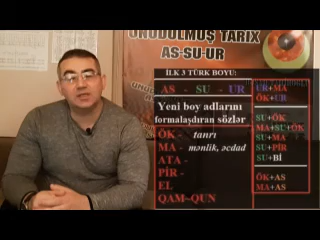 UNUDULMUŞ TARIX
AS-SU-UR
İLK 3 TÜRK BOYU:
AS - SU - UR
Yeni boy adlarını
formalaşdıran sözlər
ÖK - tanrı
MA - mənlik, əcdad
ATA -
PİR -
EL
QAM~QUN
UR+MA
ÖK+UR
SU+ÖK
MA+SU+ÖK
SU+MA
SU+PİR
SU+Bİ
ÖK+AS
MA+AS